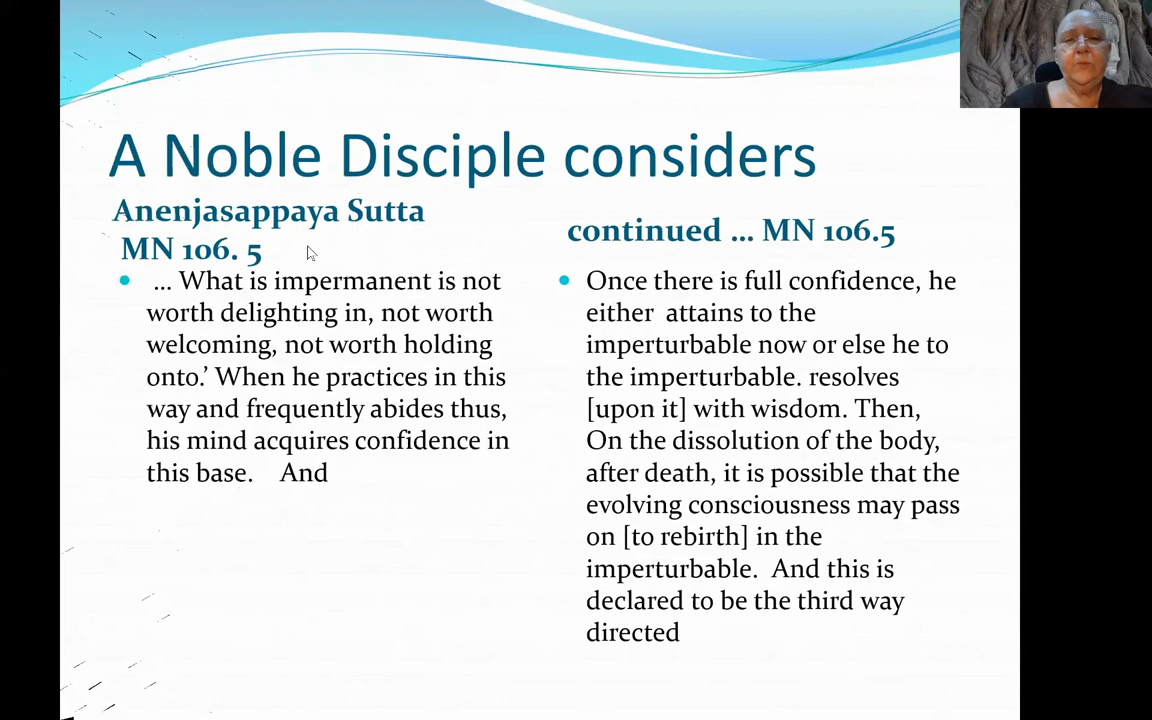 A Noble Disciple considers
Anenjasappaya Sutta
MN 106. 5
• ... What is impermanent is not
worth delighting in, not worth
welcoming, not worth holding
onto.’ When he practices in this
way and frequently abides thus,
his mind acquires confidence in
this base. And
continued ... MN 106.5
• Once there is full confidence, he
either attains to the
imperturbable now or else he to
the imperturbable. resolves
[upon it] with wisdom. Then,
On the dissolution of the body,
after death, it is possible that the
evolving consciousness may pass
on [to rebirth] in the
imperturbable. And this is
declared to be the third way
directed